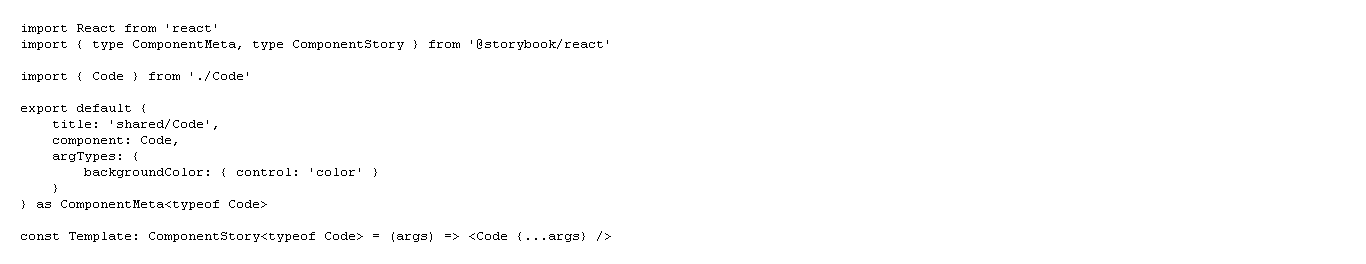 import React from 'react'
import { type ComponentMeta, type ComponentStory } from '@storybook/react'

import { Code } from './Code'

export default {
    title: 'shared/Code',
    component: Code,
    argTypes: {
        backgroundColor: { control: 'color' }
    }
} as ComponentMeta<typeof Code>

const Template: ComponentStory<typeof Code> = (args) => <Code {...args} />